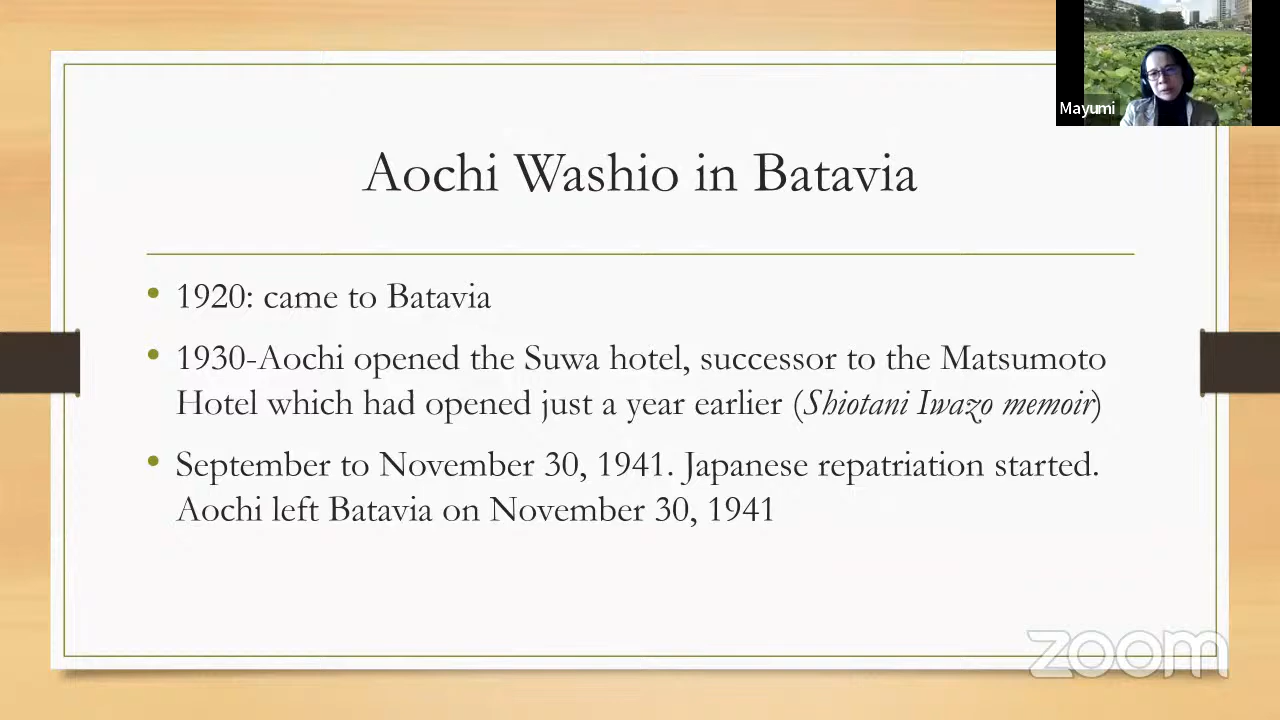 Mayumi
Aochi Washio in Batavia
• 1920: came to Batavia
• 1930-Aochi opened the Suwa hotel, successor to the Matsumoto
Hotel which had opened just a year earlier (Shiotani Iwazo memoir)
• September to November 30, 1941. Japanese repatriation started.
Aochi left Batavia on November 30, 1941
zoom